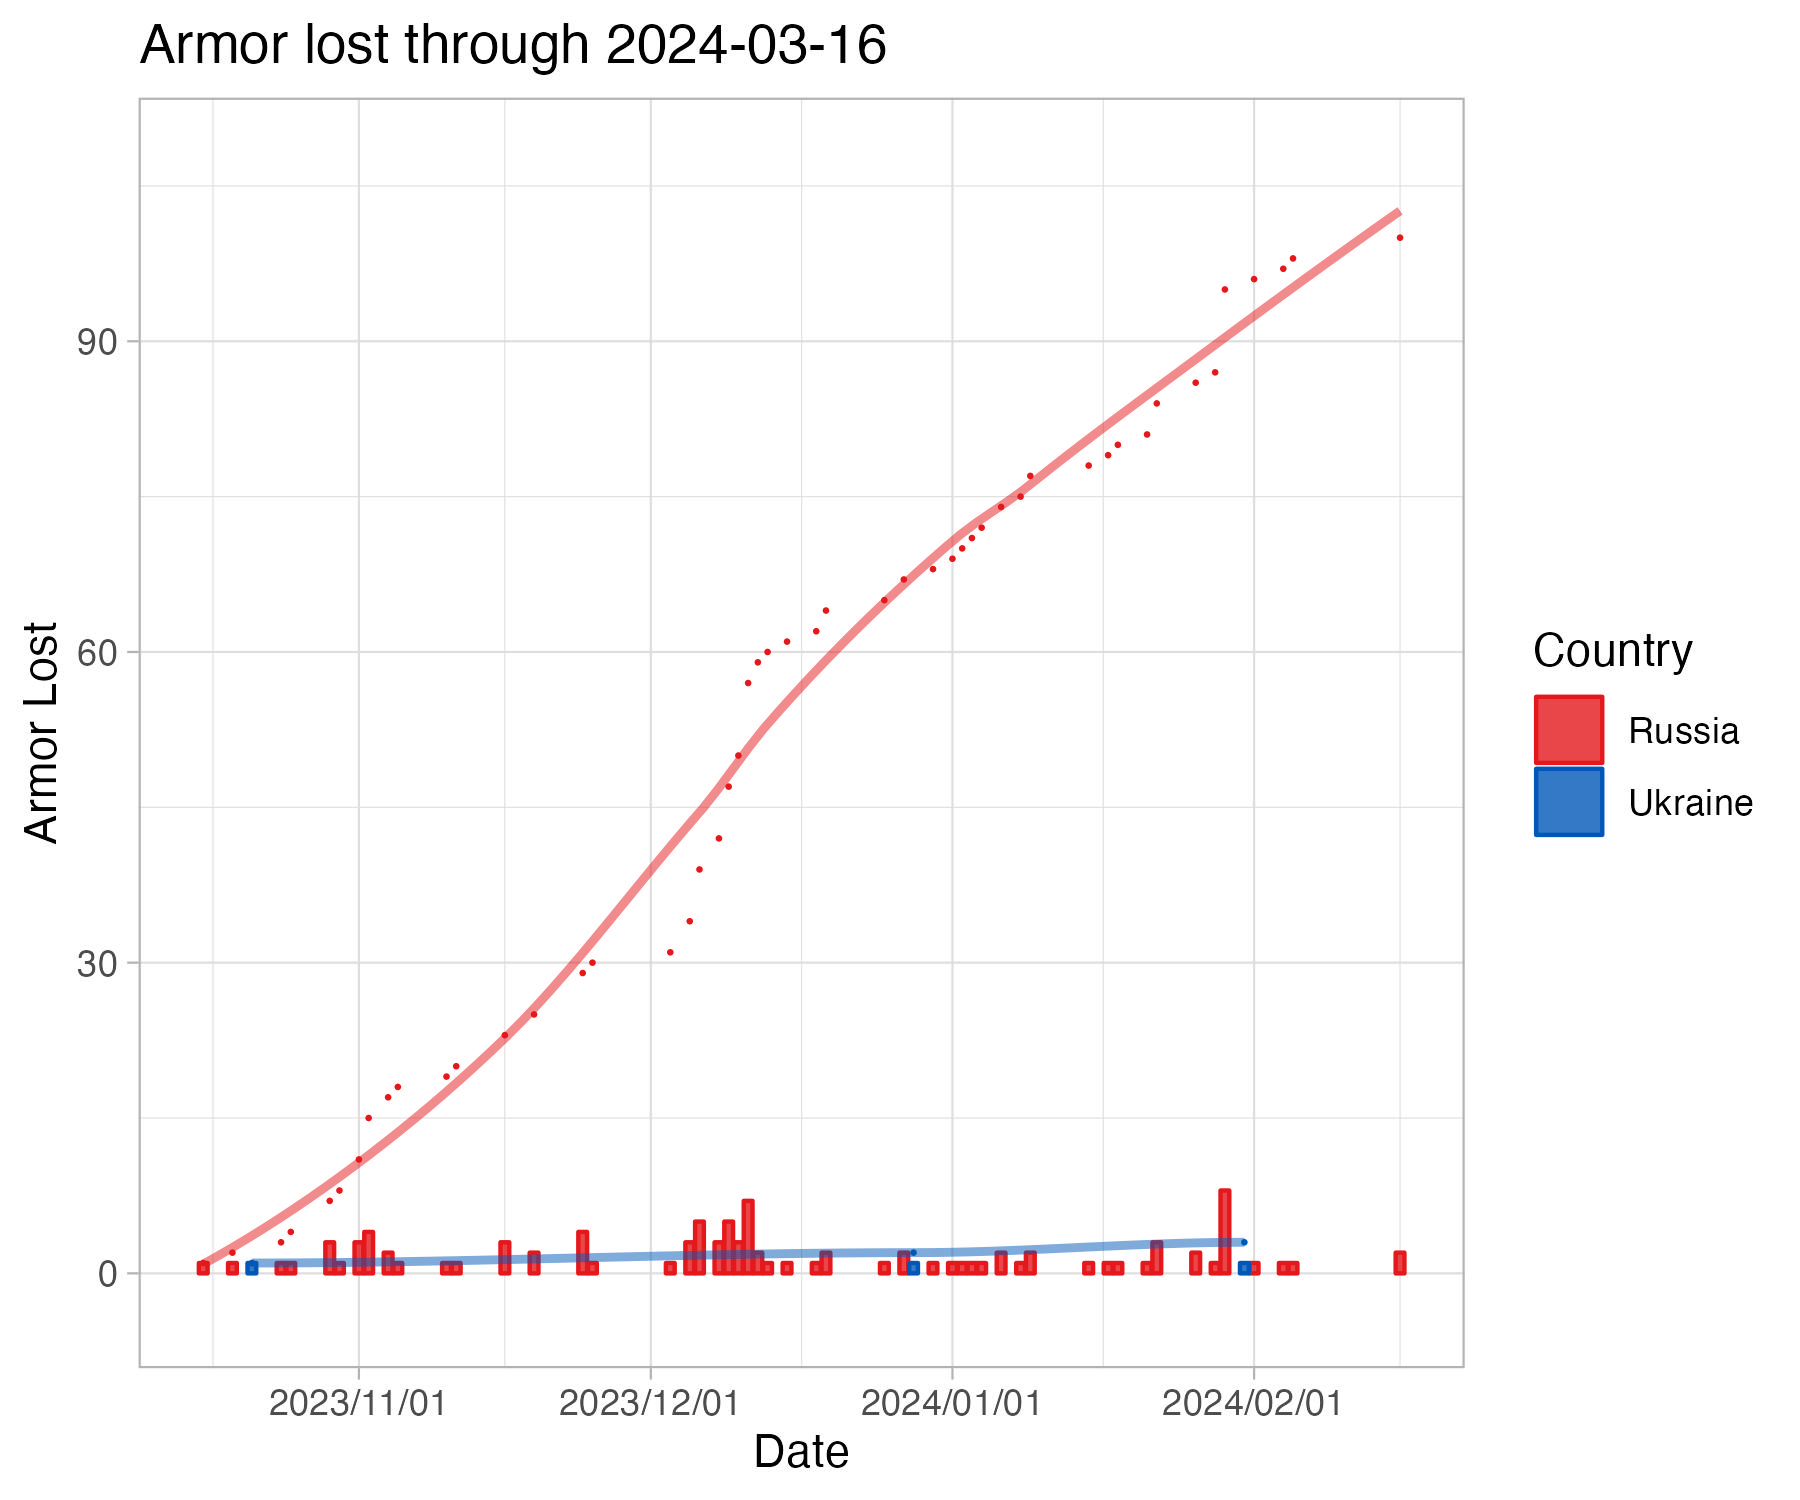 Armor lost through 2024-03-16
Armor Lost
90
60
30
0
2023/11/01
2023/12/01
2024/01/01
2024/02/01
Date
Country
Russia
Ukraine